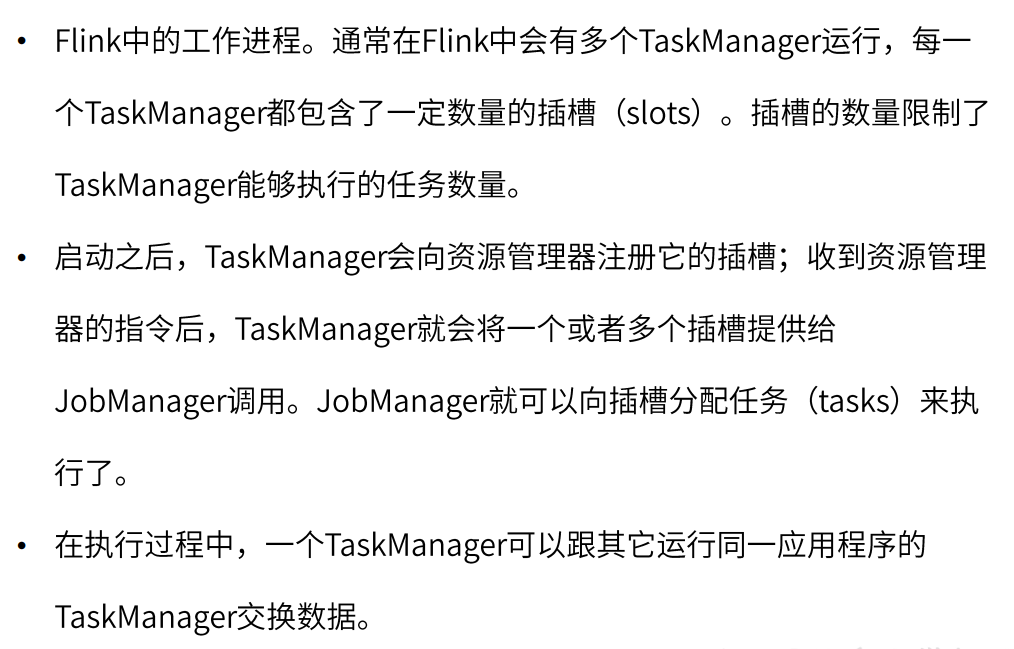 • Flink中的工作进程。通常在Flink中会有多个TaskManager运行，每一
个TaskManager都包含了一定数量的插槽（slots）。插槽的数量限制了
TaskManager能够执行的任务数量。
• 启动之后，TaskManager会向资源管理器注册它的插槽；收到资源管理
器的指令后，TaskManager就会将一个或者多个插槽提供给
JobManager调用。JobManager就可以向插槽分配任务（tasks）来执
行了。
• 在执行过程中，一个TaskManager可以跟其它运行同一应用程序的
TaskManager交换数据。